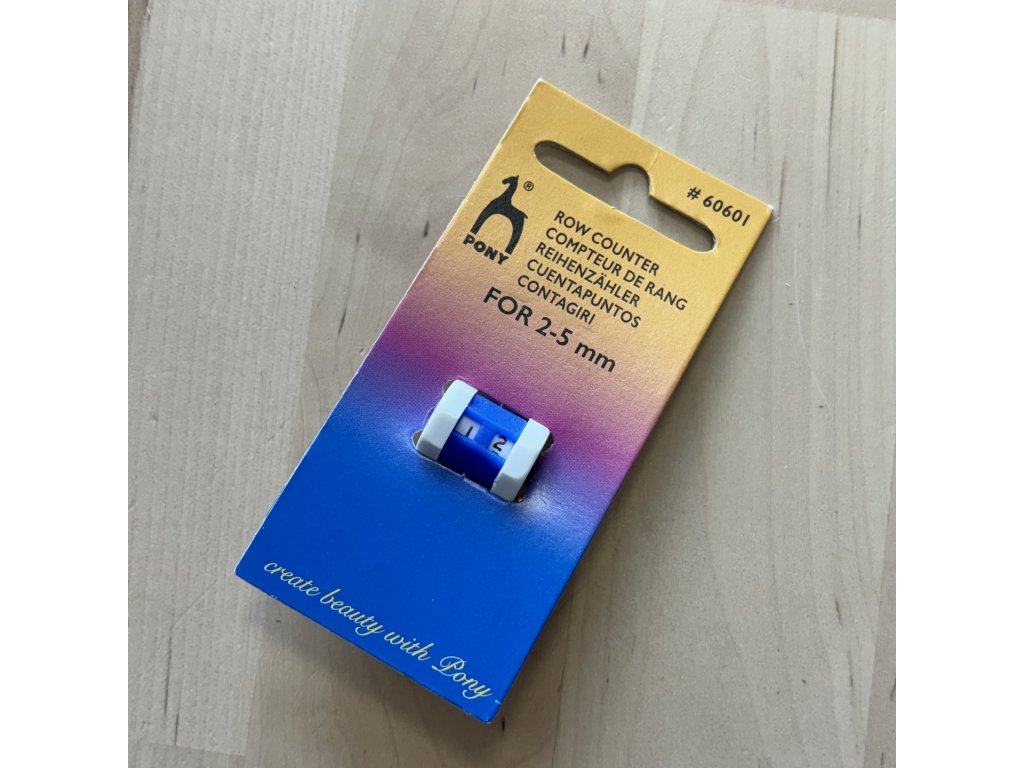 # 60601
®
PONY
ROW COUNTER
COMPTEUR DE RANG
REIHENZÄHLER
CUENTAPUNTOS
CONTAGIRI
FOR 2-5 mm
1 2
create beauty with Pony